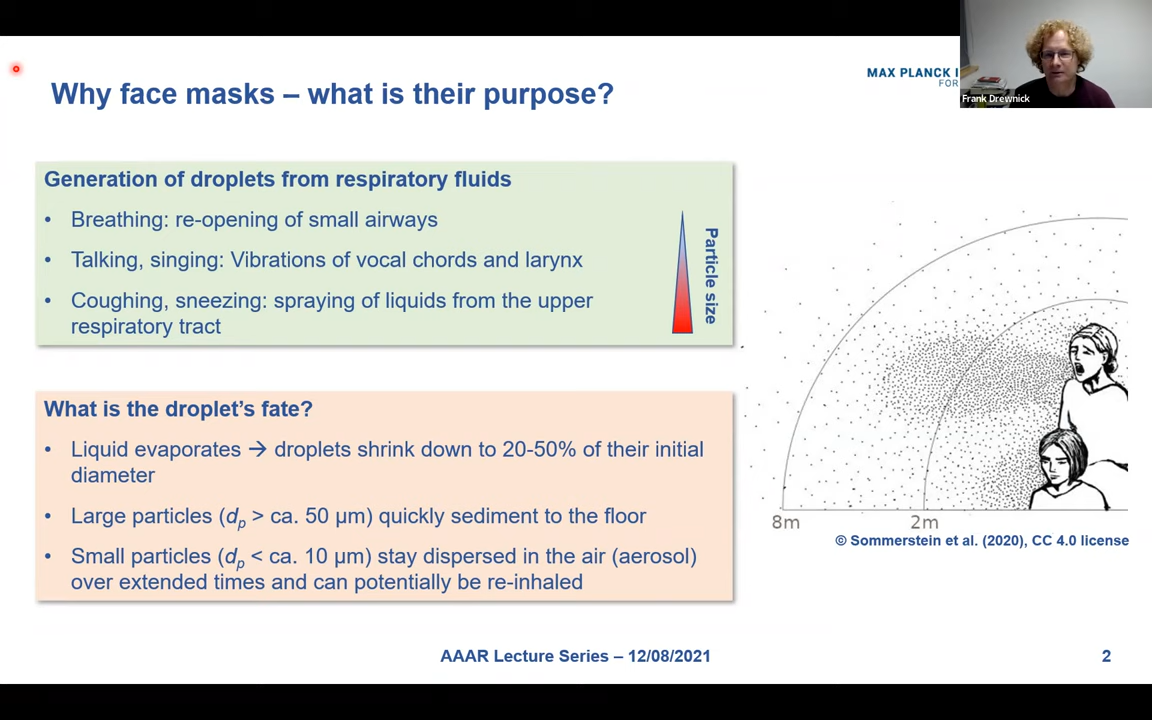 Why face masks – what is their purpose?
MAX PLANCK I
FOR
Frank Drewnick
Generation of droplets from respiratory fluids
• Breathing: re-opening of small airways
• Talking, singing: Vibrations of vocal chords and larynx
• Coughing, sneezing: spraying of liquids from the upper
respiratory tract
Particle size
What is the droplet’s fate?
• Liquid evaporates → droplets shrink down to 20-50% of their initial
diameter
• Large particles (dp > ca. 50 µm) quickly sediment to the floor
• Small particles (dp < ca. 10 µm) stay dispersed in the air (aerosol)
over extended times and can potentially be re-inhaled
8m 2m
© Sommerstein et al. (2020), CC 4.0 license
AAAR Lecture Series – 12/08/2021
2